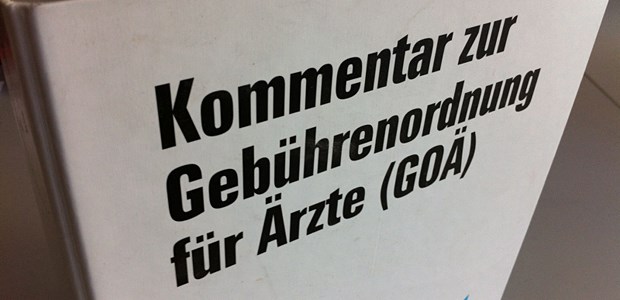 Kommentar zur
Gebührenordnung
für Ärzte (GOÄ)